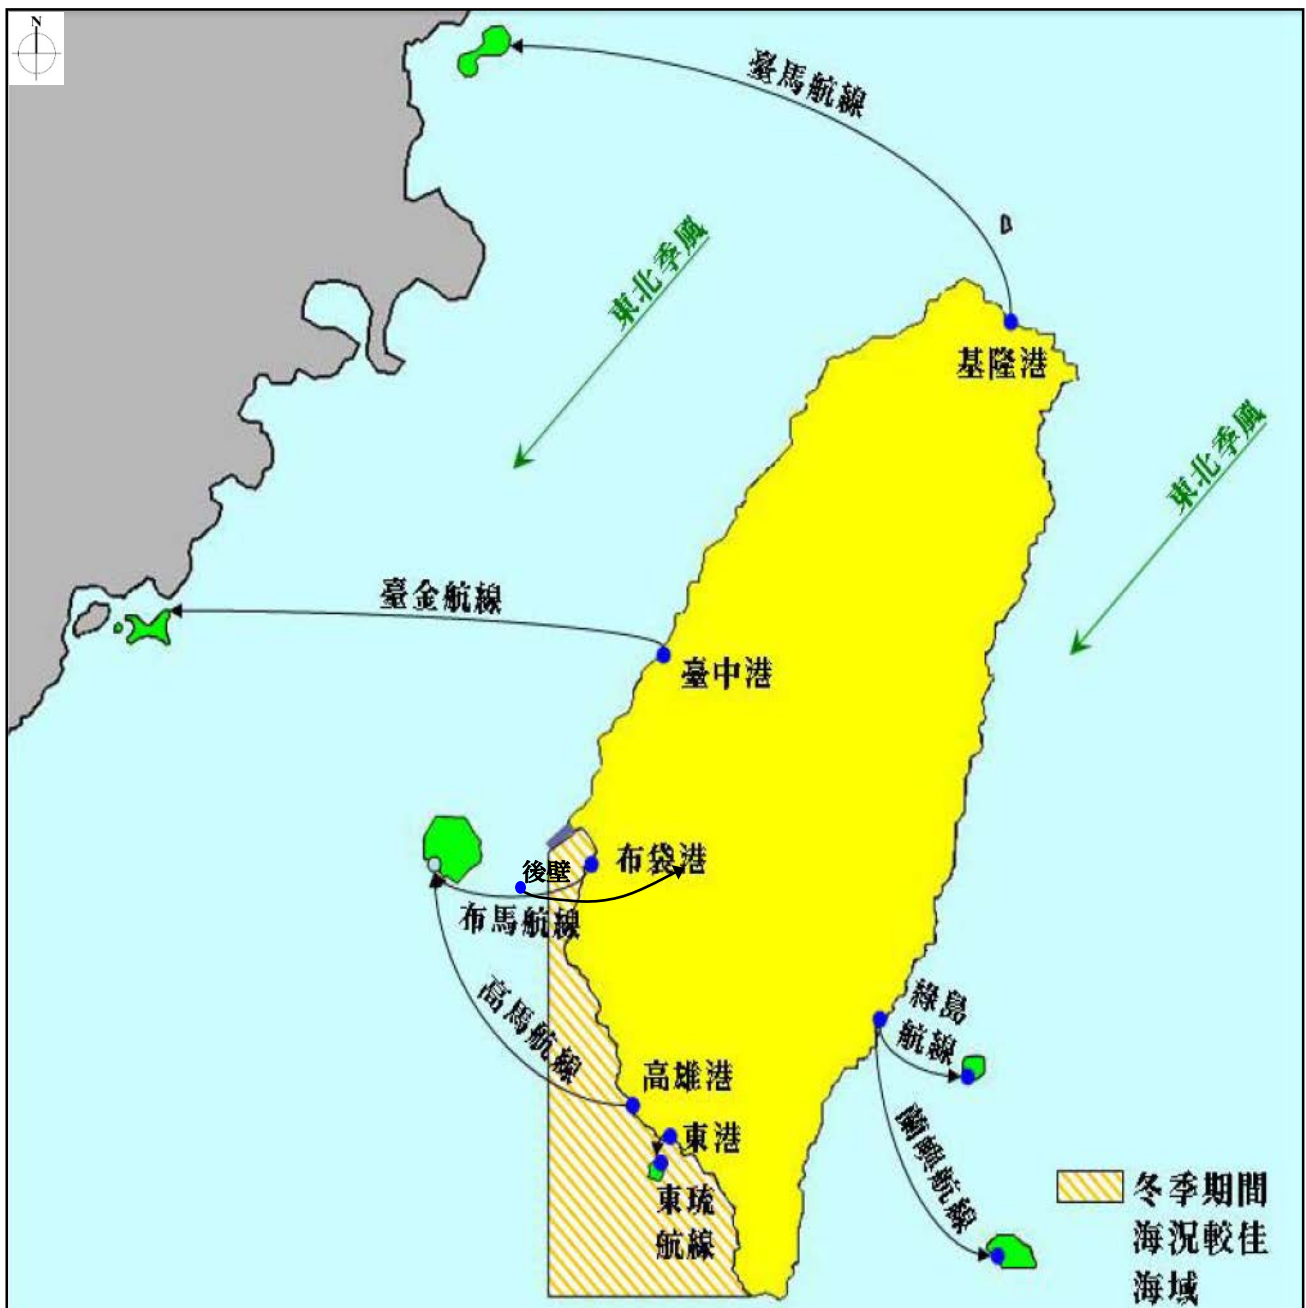 N
臺馬航線
東北季風
基隆港
東北季風
臺金航線
臺中港
布袋港
後壁
布馬航線
高馬航線
綠島
航線
高雄港
東港
蘭嶼航線
東琉
航線
冬季期間
海況較佳
海域